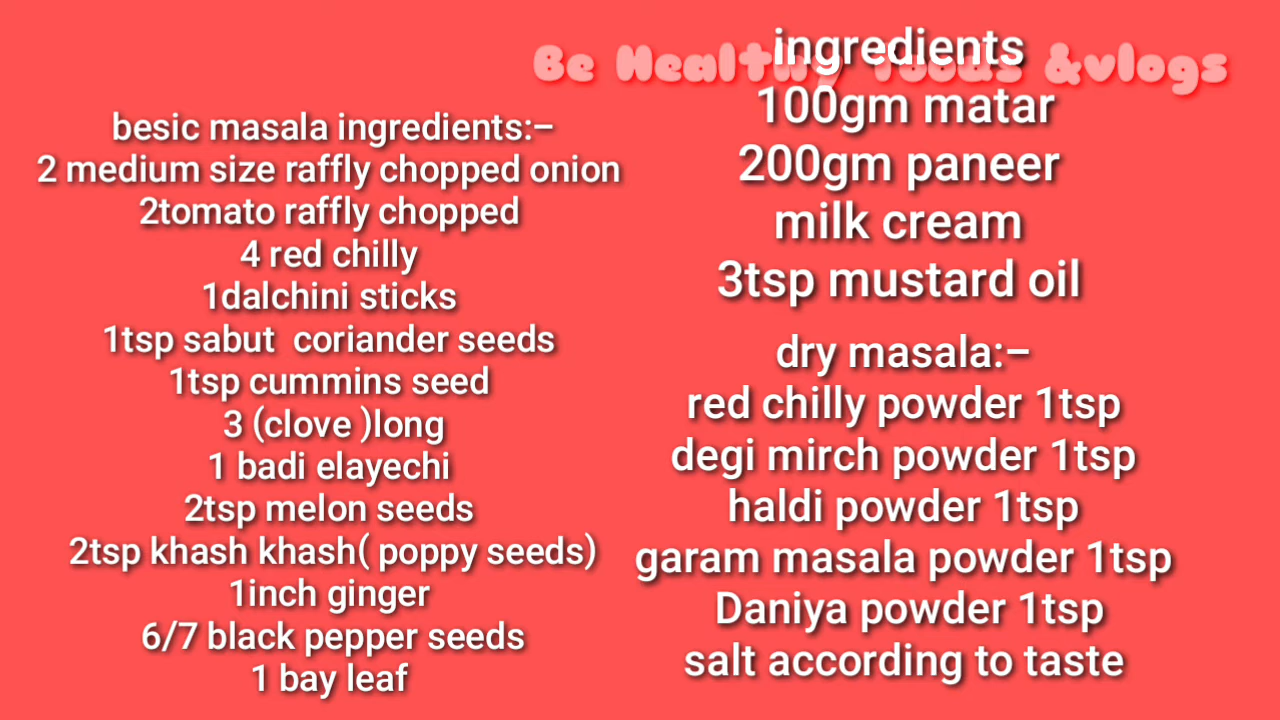 Be Healthy foods &vlogs
besic masala ingredients:–
2 medium size raffly chopped onion
2tomato raffly chopped
4 red chilly
1dalchini sticks
1tsp sabut  coriander seeds
1tsp cummins seed
3 (clove )long
1 badi elayechi
2tsp melon seeds
2tsp khash khash( poppy seeds)
1inch ginger
6/7 black pepper seeds
1 bay leaf
ingredients
100gm matar
200gm paneer
milk cream
3tsp mustard oil
dry masala:–
red chilly powder 1tsp
degi mirch powder 1tsp
haldi powder 1tsp
garam masala powder 1tsp
Daniya powder 1tsp
salt according to taste